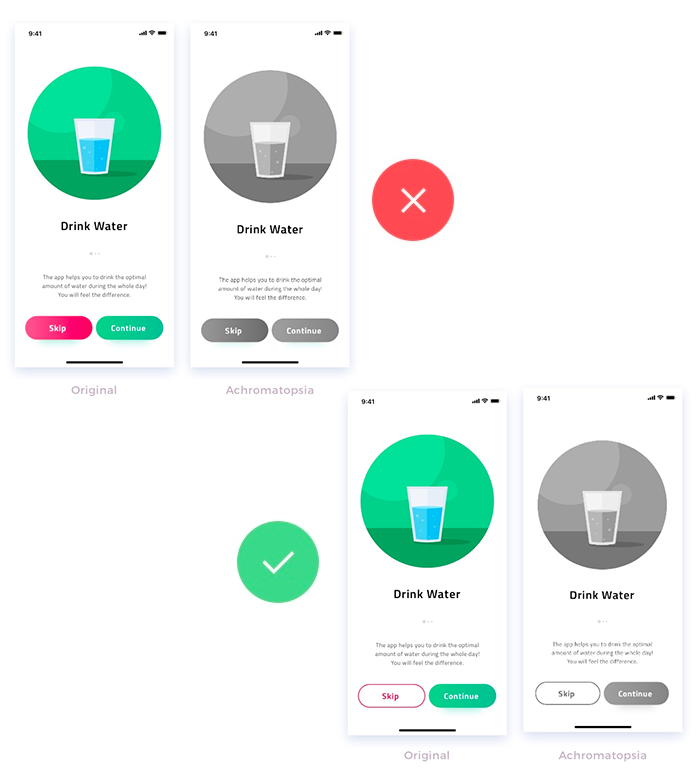 9:41
Drink Water
The app helps you to drink the optimal
amount of water during the whole day!
You will feel the difference.
Skip
Continue
Original
9:41
Drink Water
The app helps you to drink the optimal
amount of water during the whole day!
You will feel the difference.
Skip
Continue
Achromatopsia
9:41
Drink Water
The app helps you to drink the optimal
amount of water during the whole day!
You will feel the difference.
Skip
Continue
Original
9:41
Drink Water
The app helps you to drink the optimal
amount of water during the whole day!
You will feel the difference.
Skip
Continue
Achromatopsia